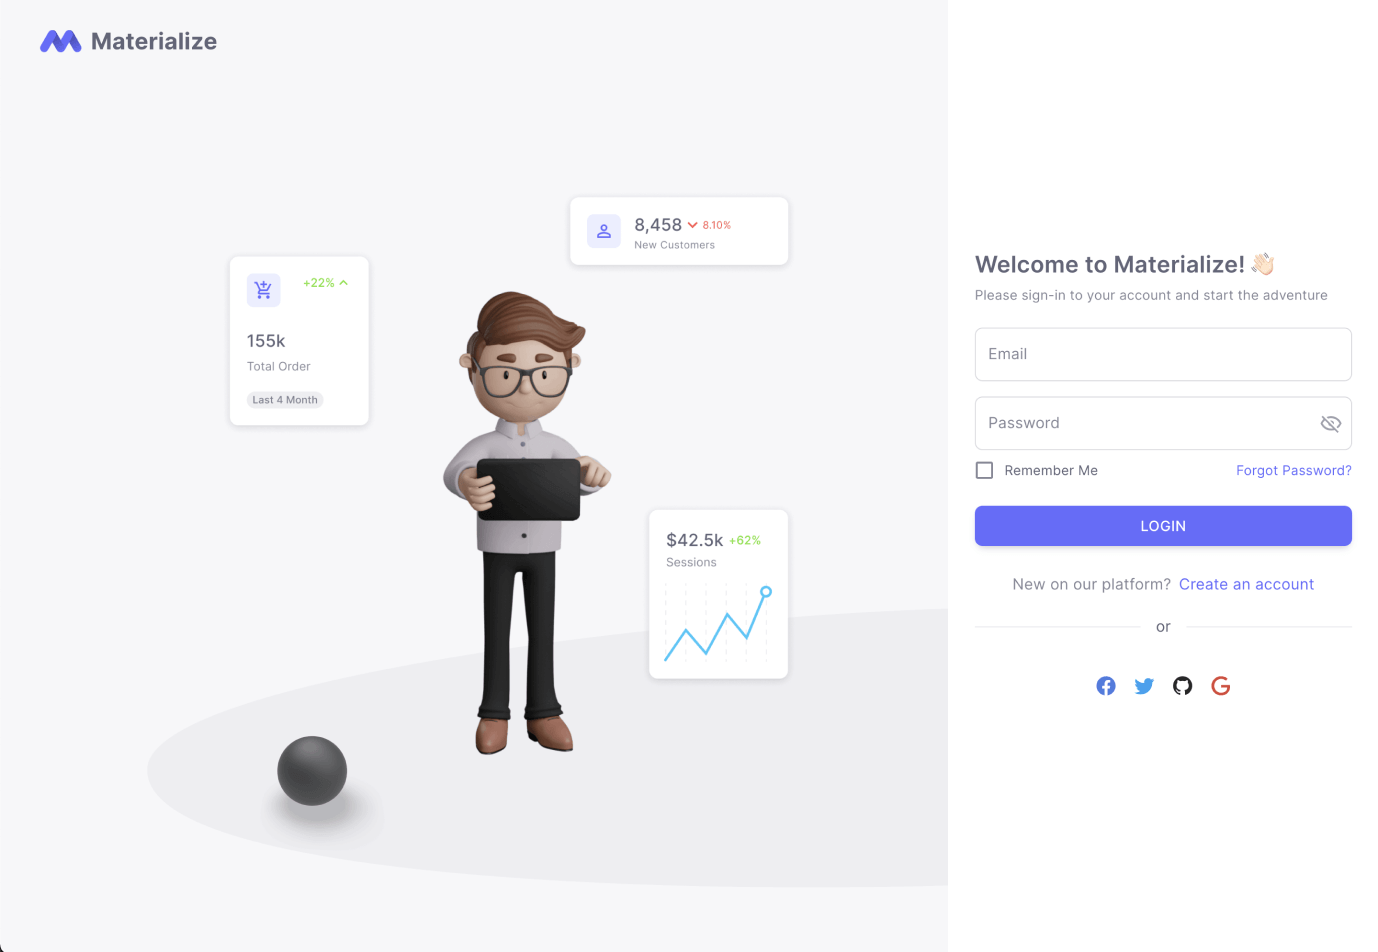 Materialize
8,458 8.10%
New Customers
+22%
155k
Total Order
Last 4 Month
$42.5k +62%
Sessions
Welcome to Materialize! 👋🏻
Please sign-in to your account and start the adventure
Email
Password
Remember Me Forgot Password?
LOGIN
New on our platform? Create an account
or